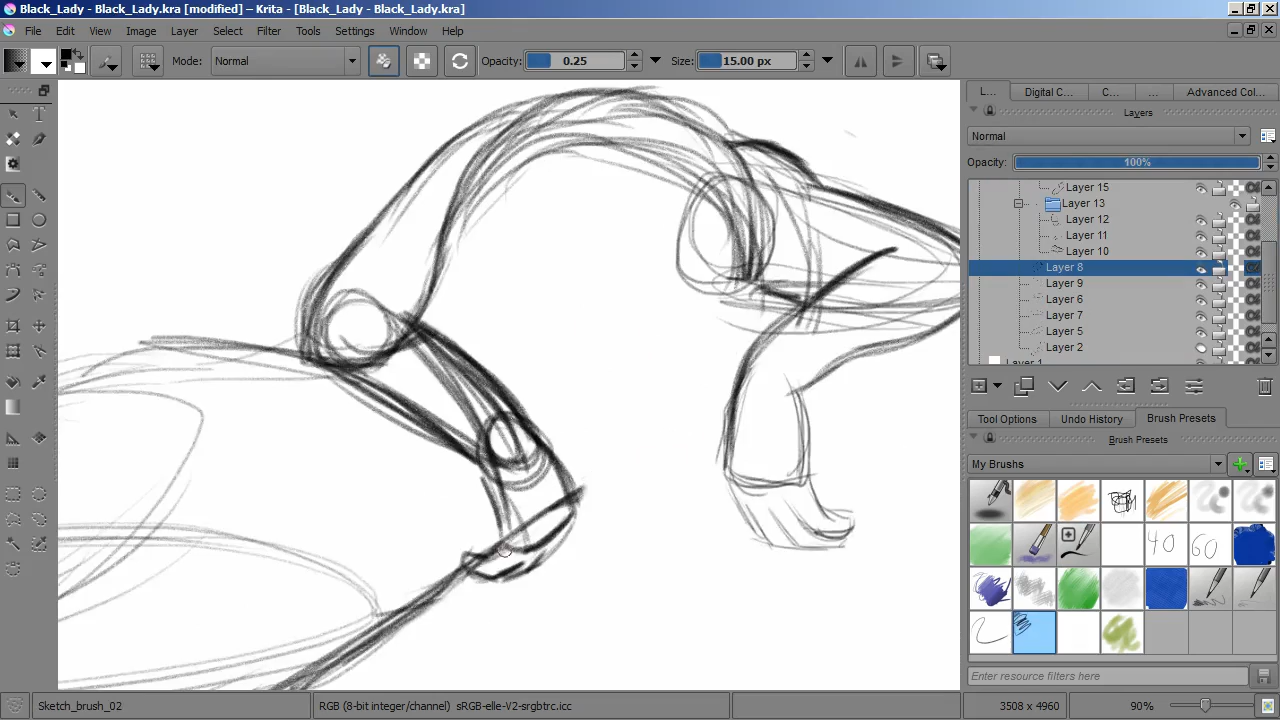 Black_Lady - Black_Lady.kra [modified] – Krita - [Black_Lady - Black_Lady.kra]
File Edit View Image Layer Select Filter Tools Settings Window Help
Mode: Normal Opacity: 0.25 Size: 15.00 px
L... Digital C... C... ... Advanced Col...
Layers
Normal
Opacity: 100%
Layer 15
Layer 13
Layer 12
Layer 11
Layer 10
Layer 8
Layer 9
Layer 6
Layer 7
Layer 5
Layer 2
Layer 1
Tool Options Undo History Brush Presets
Brush Presets
My Brushes
40 60
Enter resource filters here
Sketch_brush_02 RGB (8-bit integer/channel) sRGB-elle-V2-srgbtrc.icc 3508 x 4960 90%